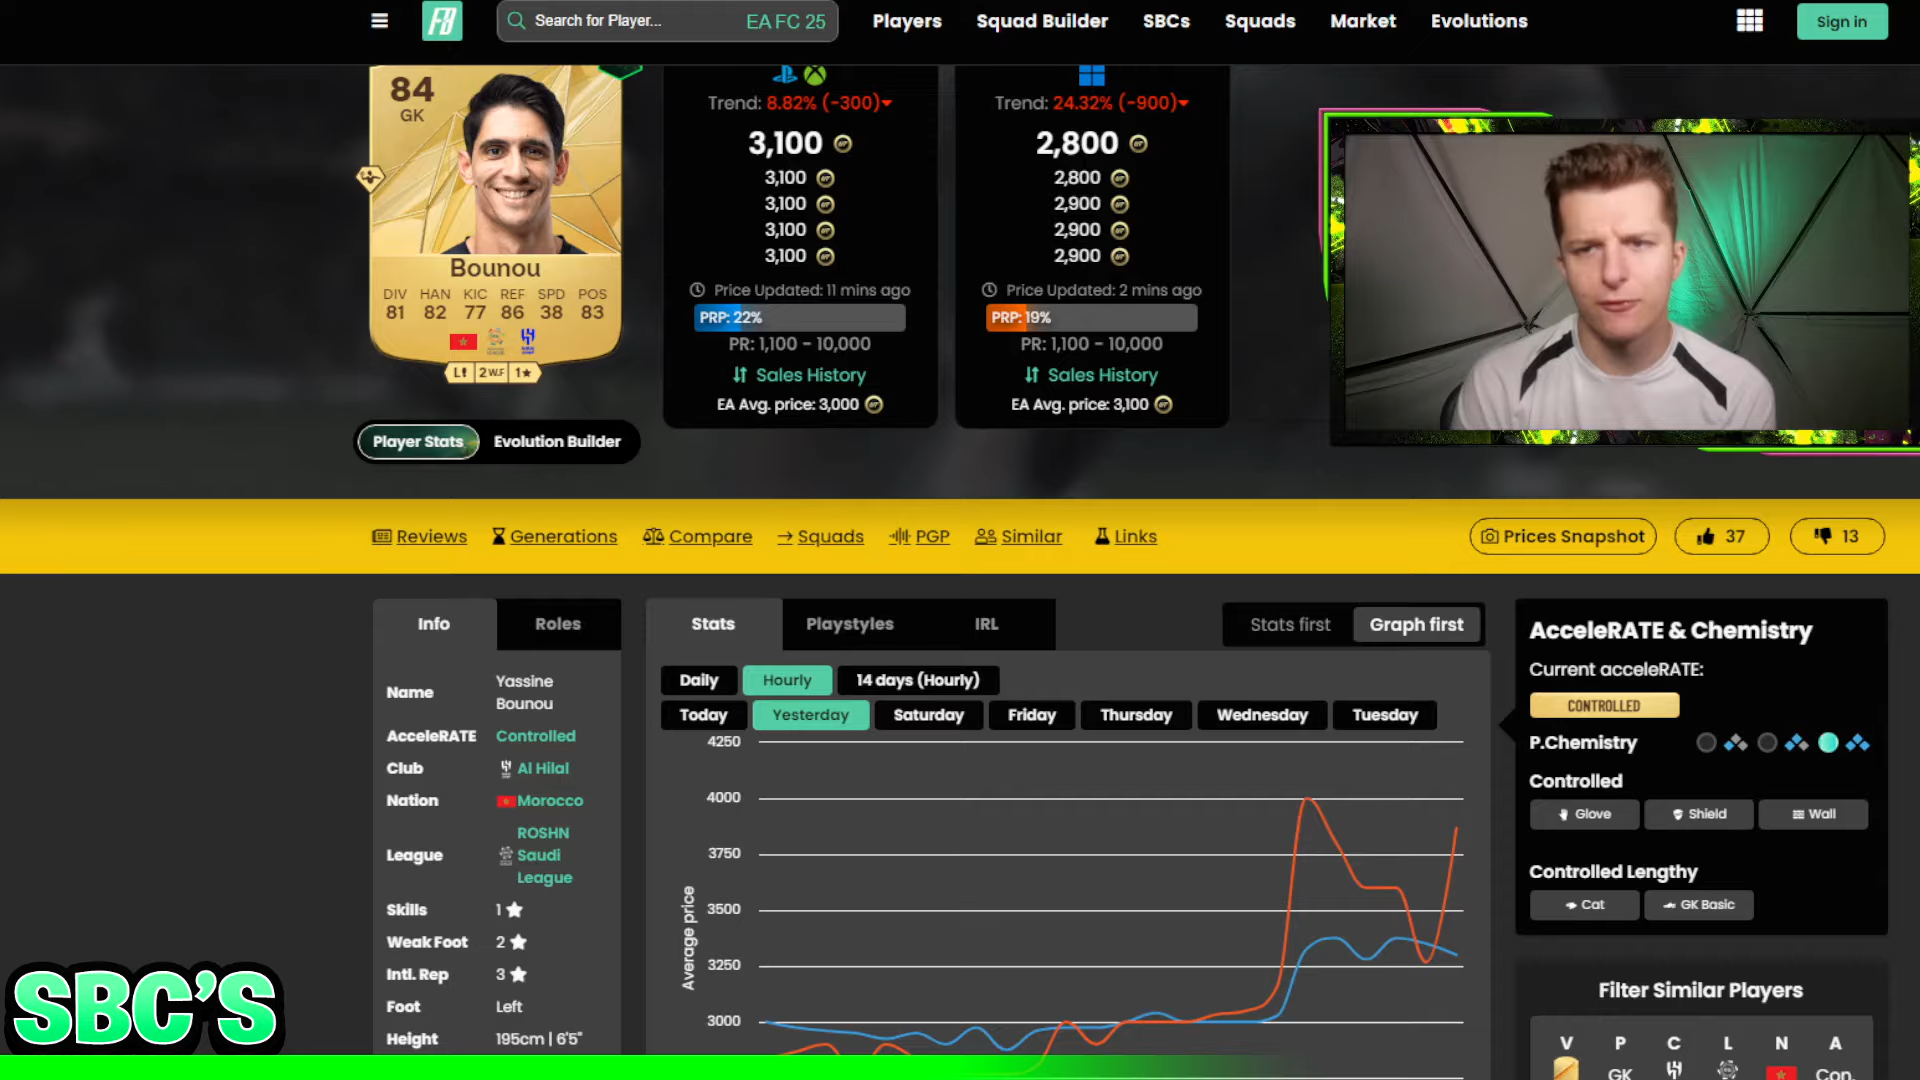 Search for Player...
EA FC 25
Players
Squad Builder
SBCs
Squads
Market
Evolutions
Sign in
84
GK
Bounou
DIV HAN KIC REF SPD POS
81 82 77 86 38 83
2 W.F 1★
Trend: 8.82% (-300)
3,100
3,100
3,100
3,100
3,100
Price Updated: 11 mins ago
PRP: 22%
PR: 1,100 - 10,000
Sales History
EA Avg. price: 3,000
Trend: 24.32% (-900)
2,800
2,800
2,900
2,900
2,900
Price Updated: 2 mins ago
PRP: 19%
PR: 1,100 - 10,000
Sales History
EA Avg. price: 3,100
Player Stats
Evolution Builder
Reviews
Generations
Compare
Squads
PGP
Similar
Links
Prices Snapshot
37
13
Info
Roles
Name
Yassine
Bounou
AcceleRATE
Controlled
Club
Al Hilal
Nation
Morocco
League
ROSHN
Saudi
League
Skills
1
Weak Foot
2
Intl. Rep
3
Foot
Left
Height
195cm | 6'5"
Stats
Playstyles
IRL
Stats first
Graph first
Daily
Hourly
14 days (Hourly)
Today
Yesterday
Saturday
Friday
Thursday
Wednesday
Tuesday
Average price
4250
4000
3750
3500
3250
3000
AcceleRATE & Chemistry
Current acceleRATE:
CONTROLLED
P.Chemistry
Controlled
Glove
Shield
Wall
Controlled Lengthy
Cat
GK Basic
Filter Similar Players
V P C L N A
GK
Con.
SBC'S